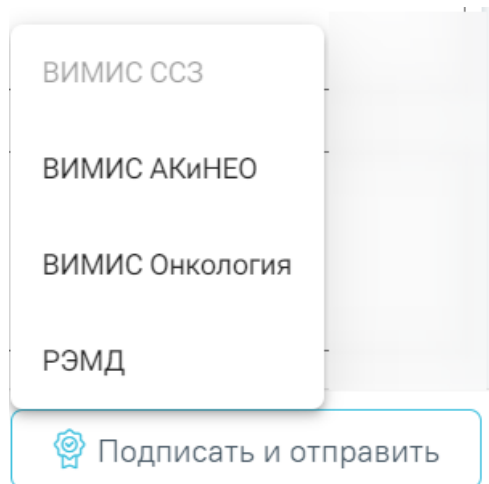 ВИМИС ССЗ
ВИМИС АКиНЕО
ВИМИС Онкология
РЭМД
Подписать и отправить